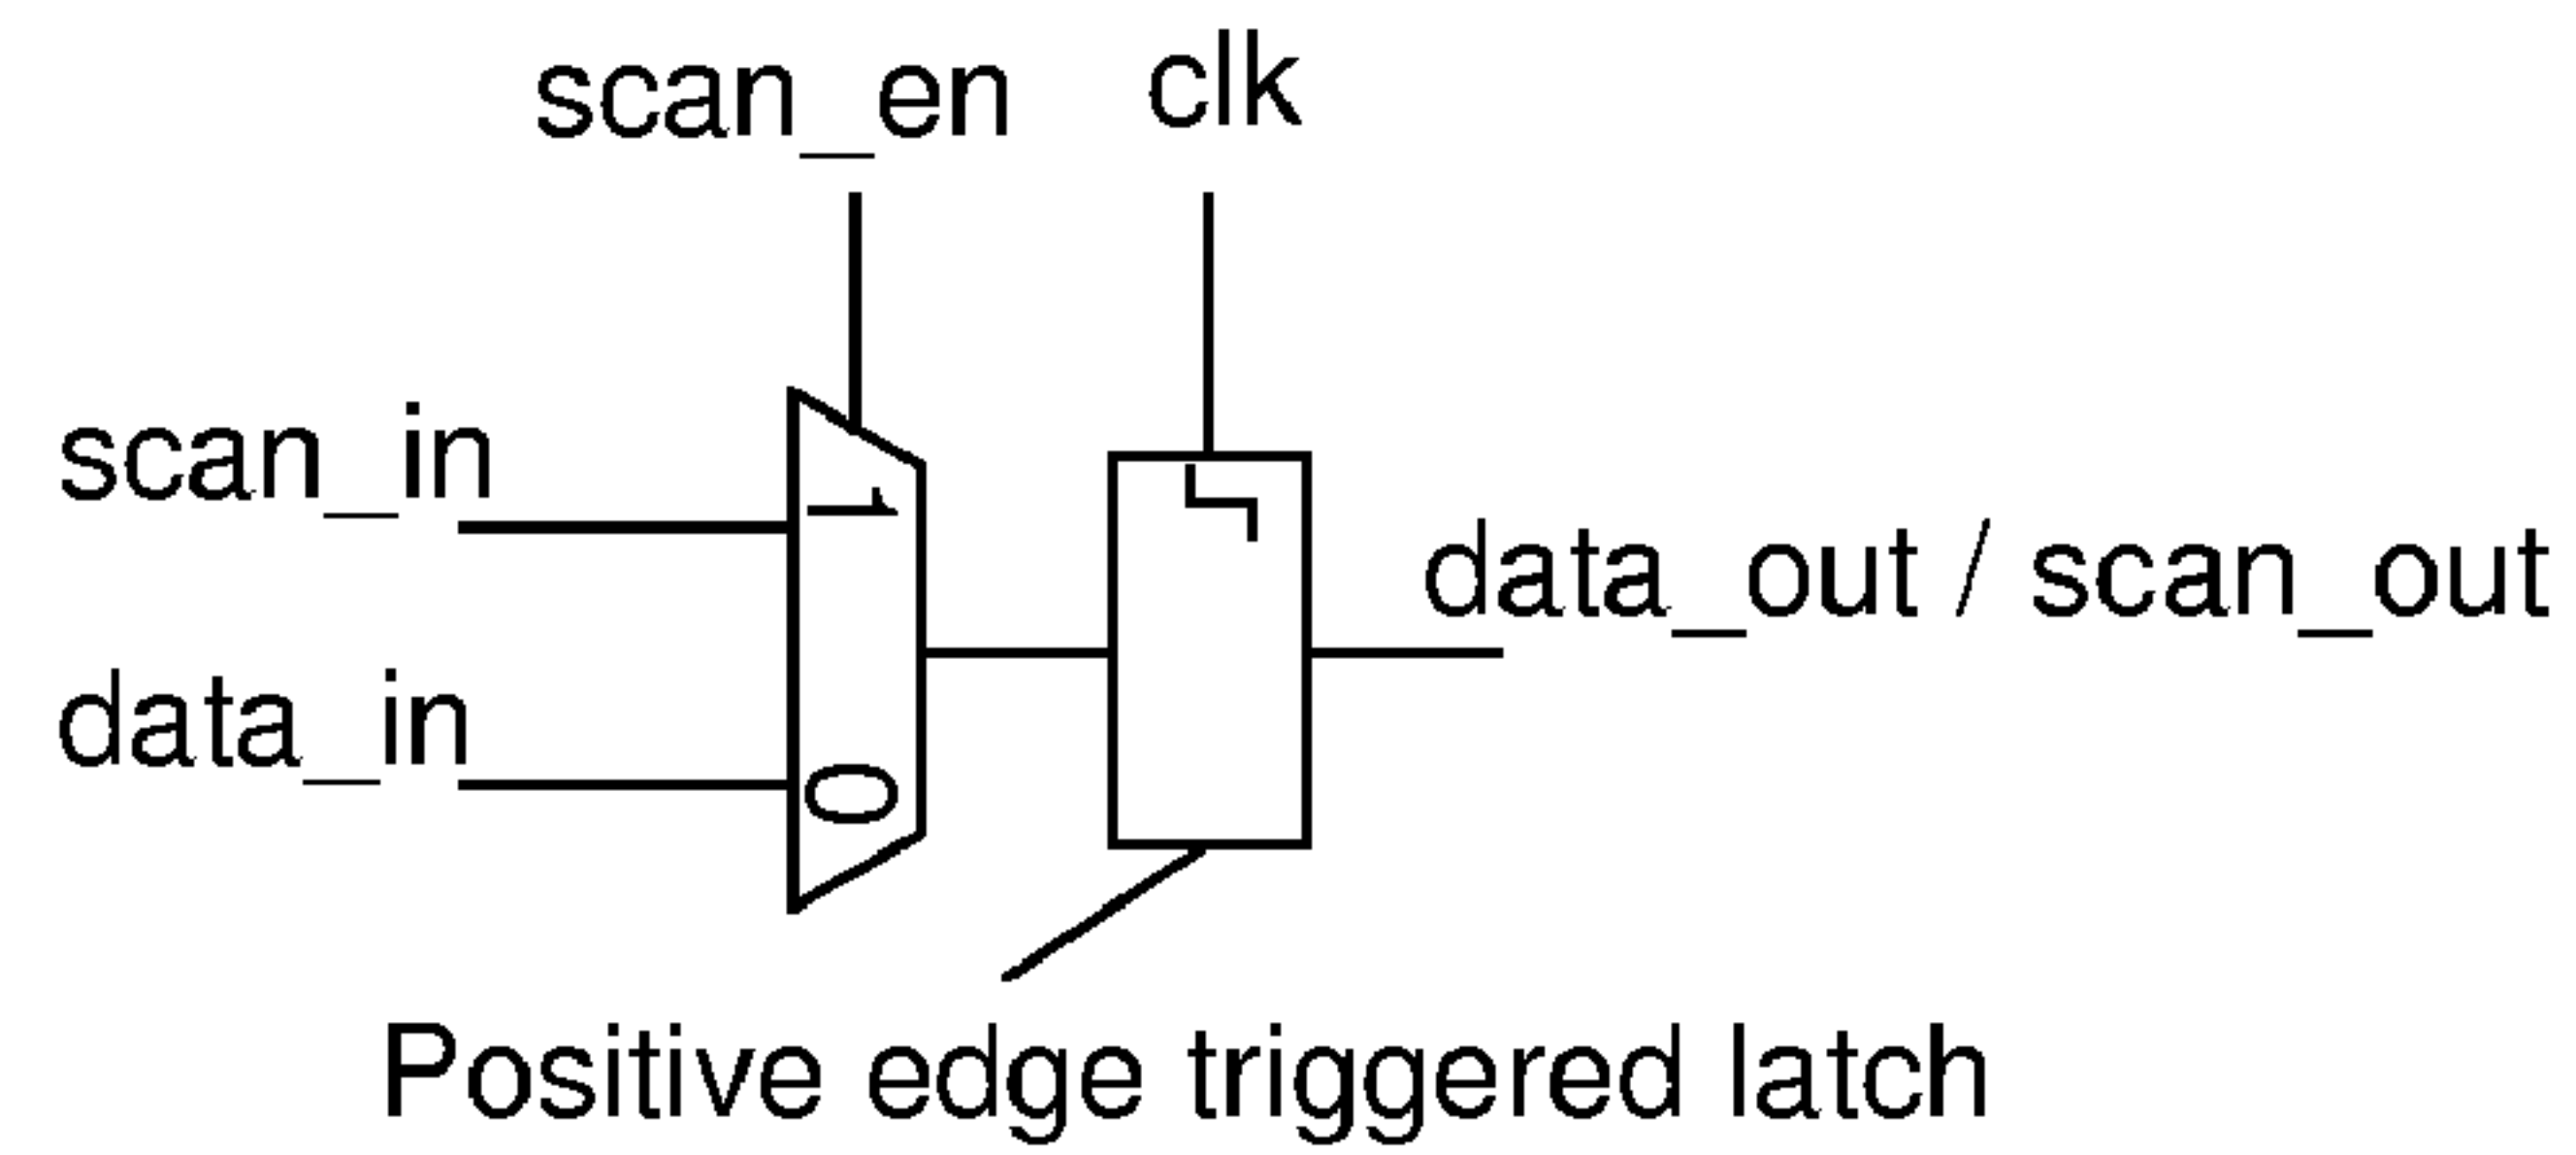 scan_en
clk
scan_in
1
data_out / scan_out
data_in
0
Positive edge triggered latch